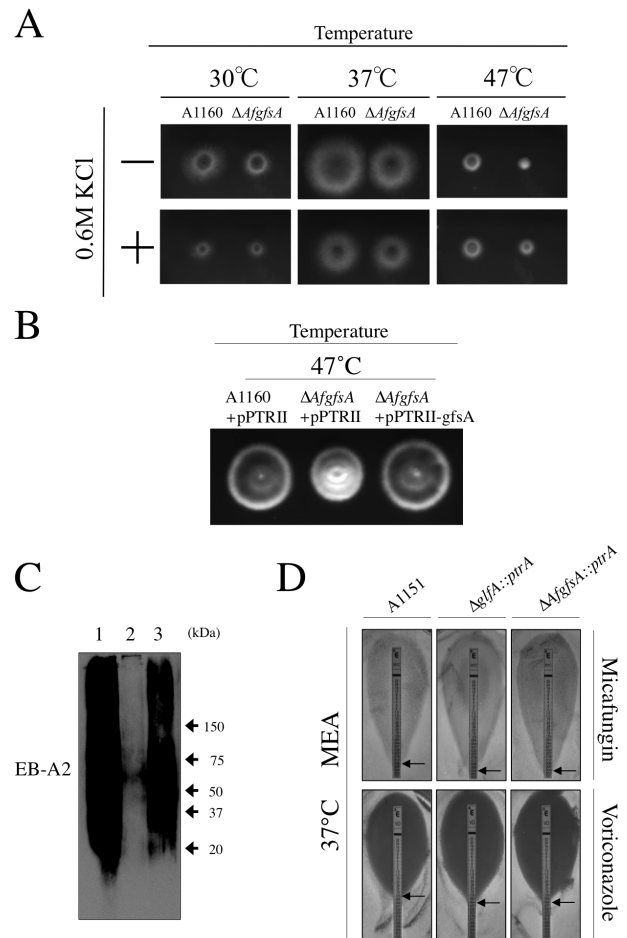 A
Temperature
30℃ 37℃ 47℃
A1160 ΔAfgfsA A1160 ΔAfgfsA A1160 ΔAfgfsA
0.6M KCl
−
+
B
Temperature
47°C
A1160 ΔAfgfsA ΔAfgfsA
+pPTRII +pPTRII +pPTRII-gfsA
C
1 2 3 (kDa)
150
75
EB-A2
50
37
20
D
A1151 ΔglfA::ptrA ΔAfgfsA::ptrA
MEA
37°C
Micafungin
Voriconazole